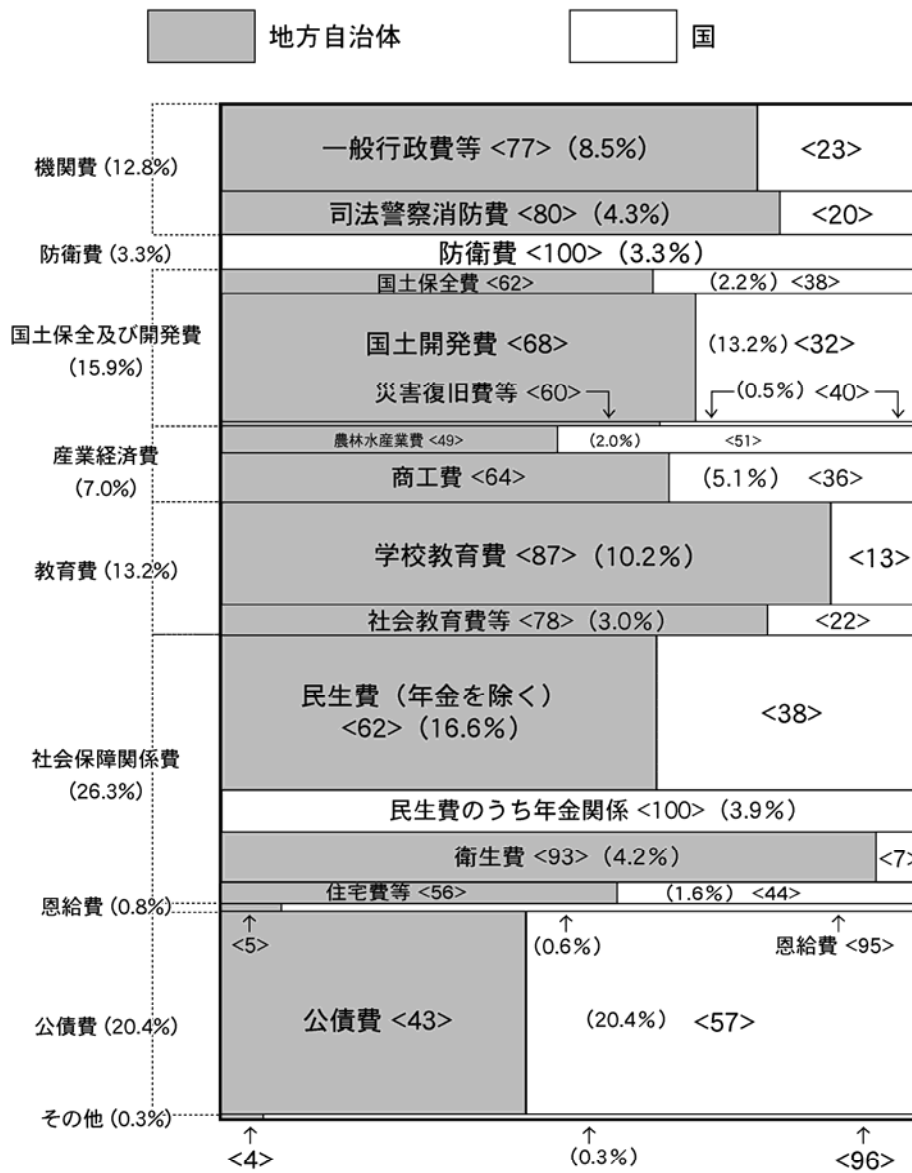 地方自治体
国
機関費 (12.8%)
一般行政費等 <77>(8.5%)
<23>
司法警察消防費 <80>(4.3%)
<20>
防衛費 (3.3%)
防衛費 <100>(3.3%)
国土保全及び開発費
(15.9%)
国土保全費 <62>
(2.2%) <38>
国土開発費 <68>
(13.2%) <32>
災害復旧費等 <60>
(0.5%) <40>
産業経済費
(7.0%)
農林水産業費 <49>
(2.0%)
<51>
商工費 <64>
(5.1%) <36>
教育費 (13.2%)
学校教育費 <87>(10.2%)
<13>
社会教育費等 <78>(3.0%)
<22>
社会保障関係費
(26.3%)
民生費(年金を除く)
<62>(16.6%)
<38>
民生費のうち年金関係 <100>(3.9%)
衛生費 <93>(4.2%)
<7>
住宅費等 <56>
(1.6%) <44>
恩給費 (0.8%)
<5>
(0.6%)
恩給費 <95>
公債費 (20.4%)
公債費 <43>
(20.4%) <57>
その他 (0.3%)
<4>
(0.3%)
<96>